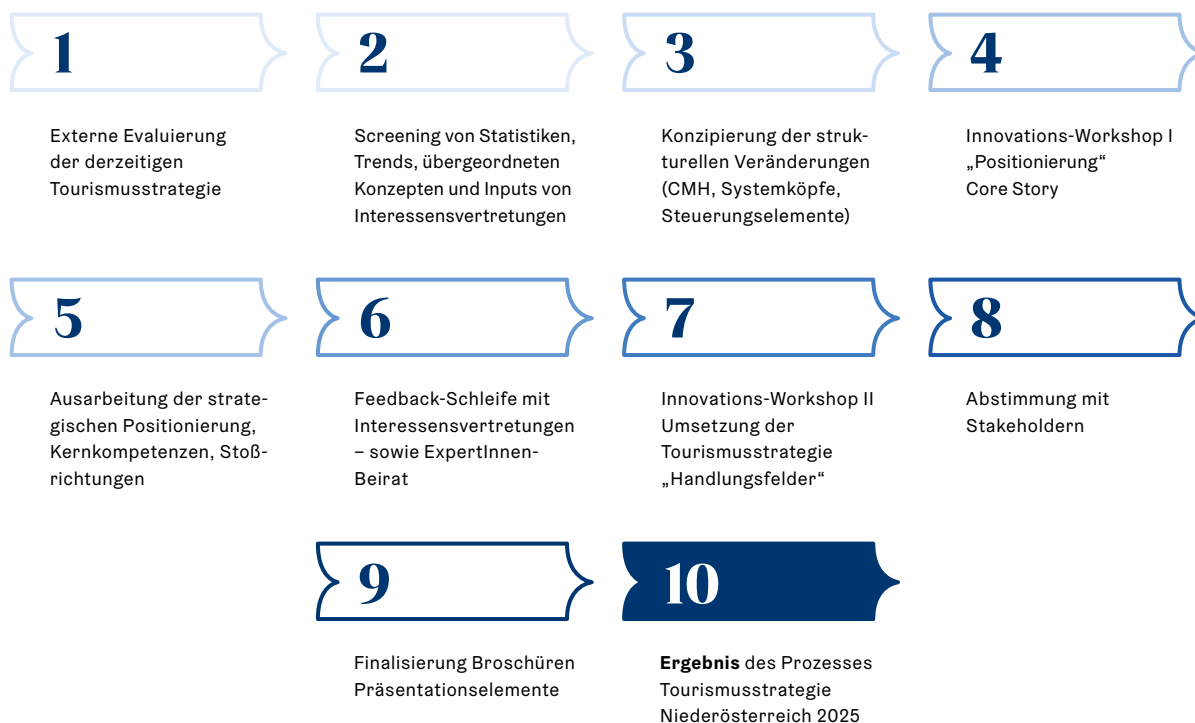 1
Externe Evaluierung
der derzeitigen
Tourismusstrategie
2
Screening von Statistiken,
Trends, übergeordneten
Konzepten und Inputs von
Interessensvertretungen
3
Konzipierung der struk-
turellen Veränderungen
(CMH, Systemköpfe,
Steuerungselemente)
4
Innovations-Workshop I
„Positionierung“
Core Story
5
Ausarbeitung der strate-
gischen Positionierung,
Kernkompetenzen, Stoß-
richtungen
6
Feedback-Schleife mit
Interessensvertretungen
– sowie ExpertInnen-
Beirat
7
Innovations-Workshop II
Umsetzung der
Tourismusstrategie
„Handlungsfelder“
8
Abstimmung mit
Stakeholdern
9
Finalisierung Broschüren
Präsentationselemente
10
Ergebnis des Prozesses
Tourismusstrategie
Niederösterreich 2025